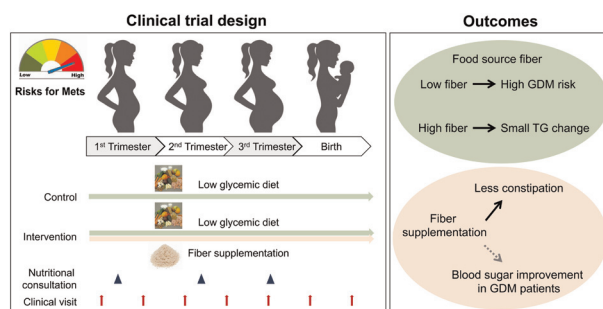 Clinical trial design
Low
High
Risks for Mets
1st Trimester
2nd Trimester
3rd Trimester
Birth
Low glycemic diet
Control
Low glycemic diet
Intervention
Fiber supplementation
Nutritional
consultation
Clinical visit
Outcomes
Food source fiber
Low fiber
High GDM risk
High fiber
Small TG change
Less constipation
Fiber
supplementation
Blood sugar improvement
in GDM patients